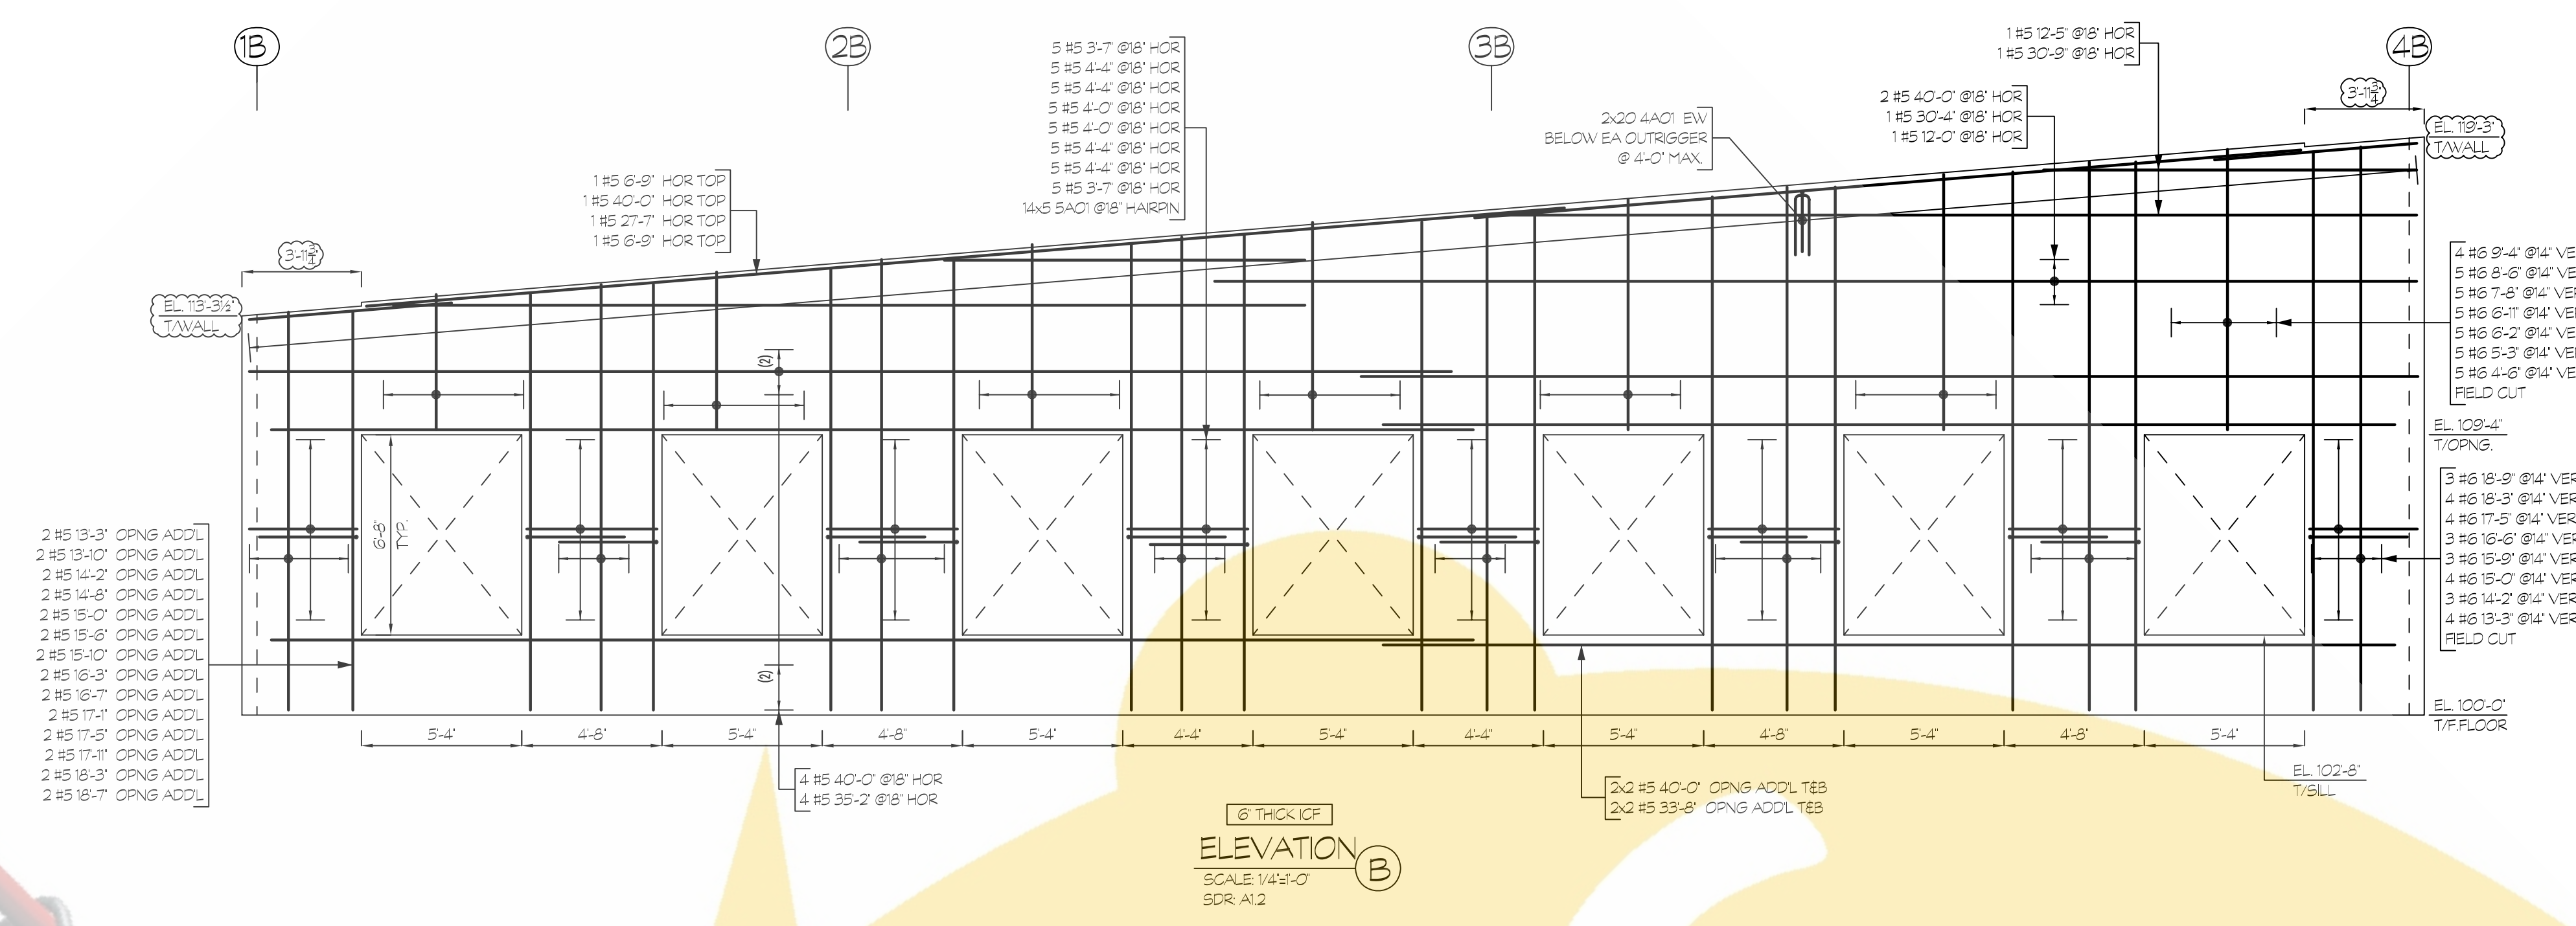 1B
2B
3B
4B
5 #5 3'-7" @18" HOR
5 #5 4'-4" @18" HOR
5 #5 4'-4" @18" HOR
5 #5 4'-0" @18" HOR
5 #5 4'-0" @18" HOR
5 #5 4'-4" @18" HOR
5 #5 4'-4" @18" HOR
5 #5 3'-7" @18" HOR
14x5 5A01 @18" HAIRPIN
1 #5 12'-5" @18" HOR
1 #5 30'-9" @18" HOR
2 #5 40'-0" @18" HOR
1 #5 30'-4" @18" HOR
1 #5 12'-0" @18" HOR
3'-11¾"
2x20 4A01 EW
BELOW EA OUTRIGGER
@ 4'-0" MAX.
EL. 119'-3"
T/WALL
1 #5 6'-9" HOR TOP
1 #5 40'-0" HOR TOP
1 #5 27'-7" HOR TOP
1 #5 6'-9" HOR TOP
3'-11¾"
EL. 113'-3½"
T/WALL
4 #6 9'-4" @14" VE
5 #6 8'-6" @14" VE
5 #6 7'-8" @14" VE
5 #6 6'-11" @14" VE
5 #6 6'-2" @14" VE
5 #6 5'-3" @14" VE
5 #6 4'-6" @14" VE
FIELD CUT
(2)
EL. 109'-4"
T/OPNG.
3 #6 18'-9" @14" VER
4 #6 18'-3" @14" VER
4 #6 17'-5" @14" VER
3 #6 16'-6" @14" VER
3 #6 15'-9" @14" VER
4 #6 15'-0" @14" VER
3 #6 14'-2" @14" VER
4 #6 13'-3" @14" VER
FIELD CUT
6'-8"
TYP.
2 #5 13'-3" OPNG ADD'L
2 #5 13'-10" OPNG ADD'L
2 #5 14'-2" OPNG ADD'L
2 #5 14'-8" OPNG ADD'L
2 #5 15'-0" OPNG ADD'L
2 #5 15'-6" OPNG ADD'L
2 #5 15'-10" OPNG ADD'L
2 #5 16'-3" OPNG ADD'L
2 #5 16'-7" OPNG ADD'L
2 #5 17'-1" OPNG ADD'L
2 #5 17'-5" OPNG ADD'L
2 #5 17'-11" OPNG ADD'L
2 #5 18'-3" OPNG ADD'L
2 #5 18'-7" OPNG ADD'L
(2)
EL. 100'-0"
T/F.FLOOR
5'-4" 4'-8" 5'-4" 4'-8" 5'-4" 4'-4" 5'-4" 4'-4" 5'-4" 4'-8" 5'-4" 4'-8" 5'-4"
4 #5 40'-0" @18" HOR
4 #5 35'-2" @18" HOR
2x2 #5 40'-0" OPNG ADD'L T&B
2x2 #5 33'-8" OPNG ADD'L T&B
EL. 102'-8"
T/SILL
6" THICK ICF
ELEVATION B
SCALE: 1/4"=1'-0"
SDR: A1.2